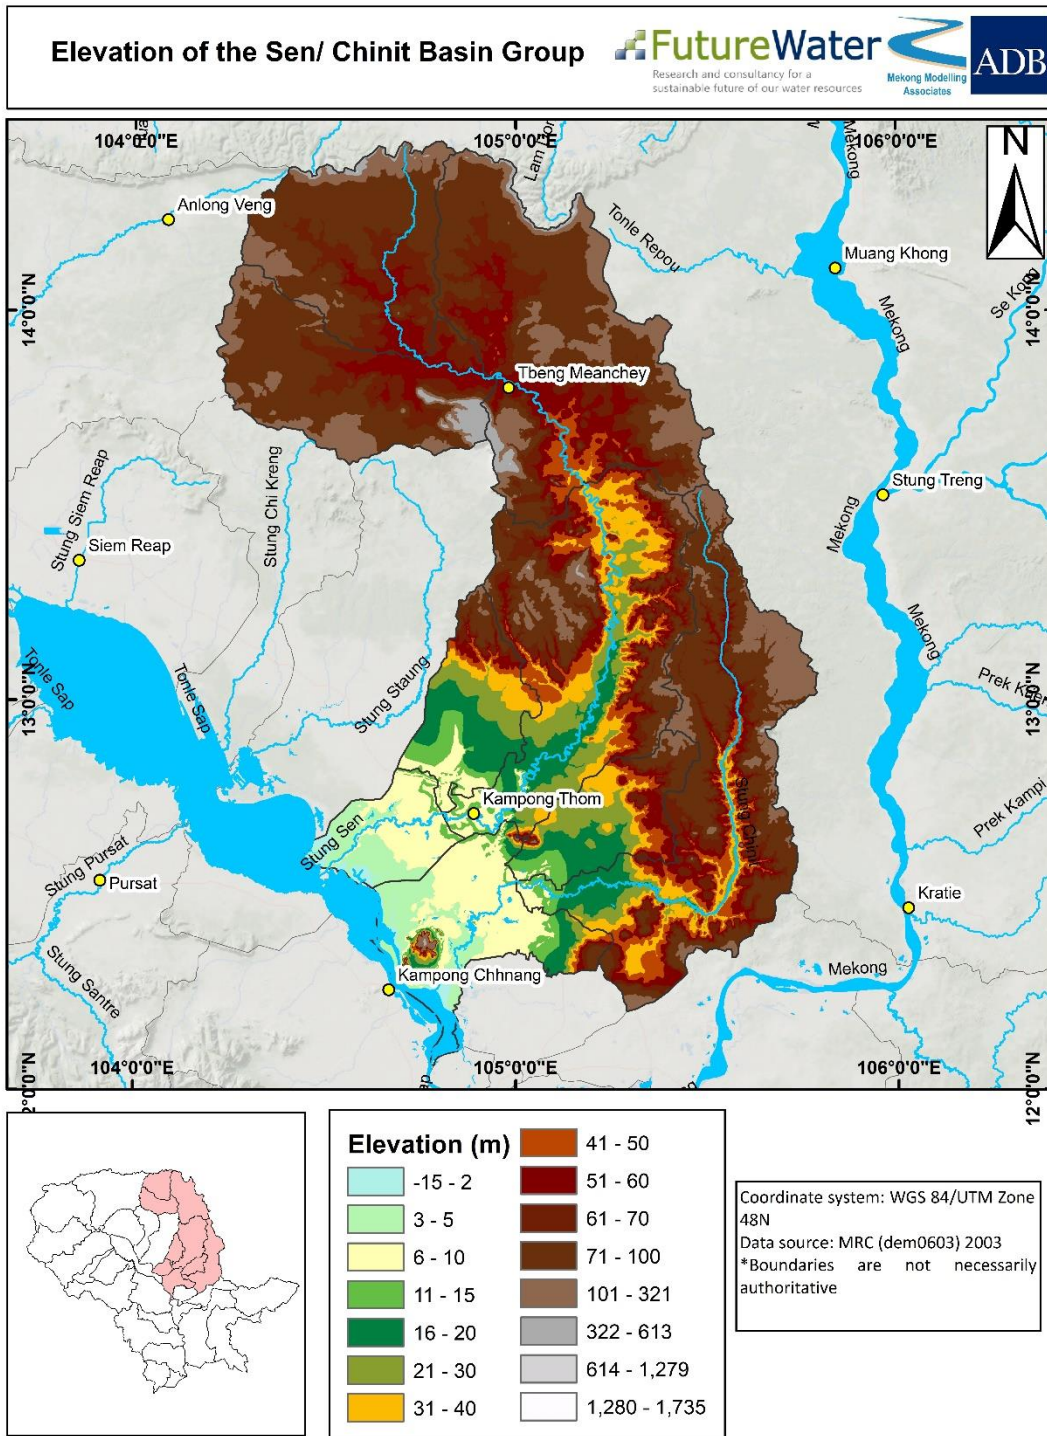 Elevation of the Sen/ Chinit Basin Group
FutureWater
Research and consultancy for a
sustainable future of our water resources
Mekong Modelling
Associates
ADB
104°0'0"E
105°0'0"E
106°0'0"E
N
Mekong
Anlong Veng
Tonle Repou
Muang Khong
Se Kong
14°0'0"N
14°0'0"N
Mekong
Tbeng Meanchey
Stung Siem Reap
Stung Chi Kreng
Siem Reap
Stung Treng
Mekong
Tonle Sap
Tonle Sap
Stung Staung
13°0'0"N
13°0'0"N
Mekong
Kampong Thom
Stung Sen
Stung Chinit
Prek Kampi
Stung Pursat
Pursat
Kratie
Stung Santre
Kampong Chhnang
Mekong
104°0'0"E
105°0'0"E
106°0'0"E
2°0'0"N
12°0'0"N
Elevation (m)
-15 - 2
3 - 5
6 - 10
11 - 15
16 - 20
21 - 30
31 - 40
41 - 50
51 - 60
61 - 70
71 - 100
101 - 321
322 - 613
614 - 1,279
1,280 - 1,735
Coordinate system: WGS 84/UTM Zone
48N
Data source: MRC (dem0603) 2003
*Boundaries are not necessarily
authoritative